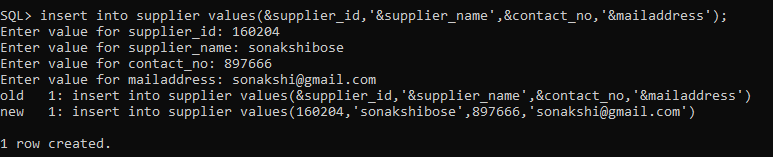 SQL> insert into supplier values(&supplier_id,'&supplier_name',&contact_no,'&mailaddress');
Enter value for supplier_id: 160204
Enter value for supplier_name: sonakshibose
Enter value for contact_no: 897666
Enter value for mailaddress: sonakshi@gmail.com
old   1: insert into supplier values(&supplier_id,'&supplier_name',&contact_no,'&mailaddress')
new   1: insert into supplier values(160204,'sonakshibose',897666,'sonakshi@gmail.com')
1 row created.